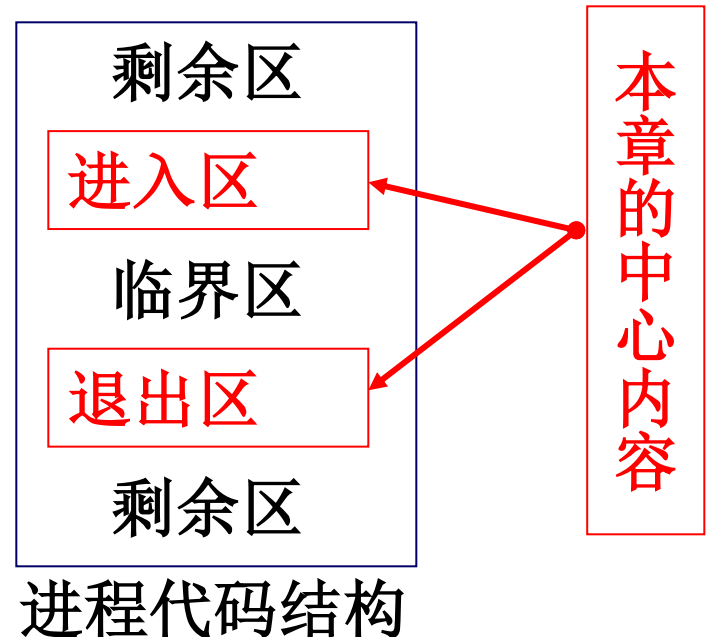 剩余区
进入区
临界区
退出区
剩余区
进程代码结构
本章的中心内容